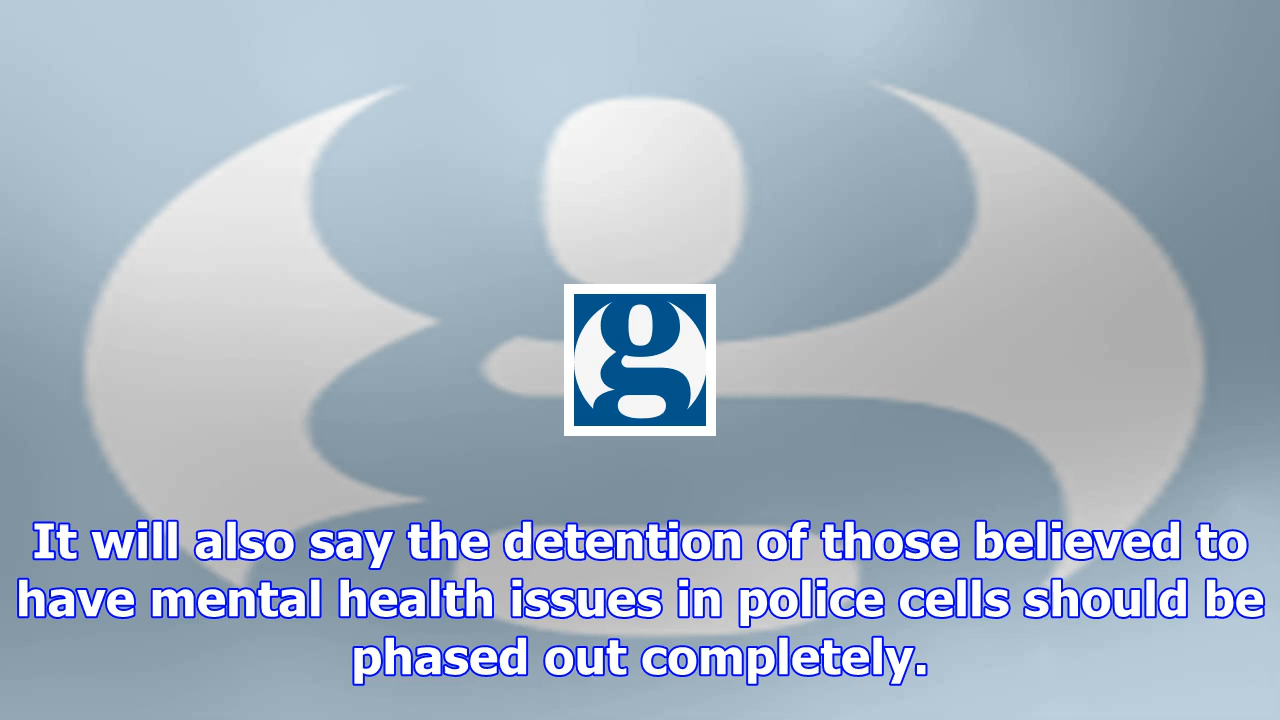 g
It will also say the detention of those believed to
have mental health issues in police cells should be
phased out completely.